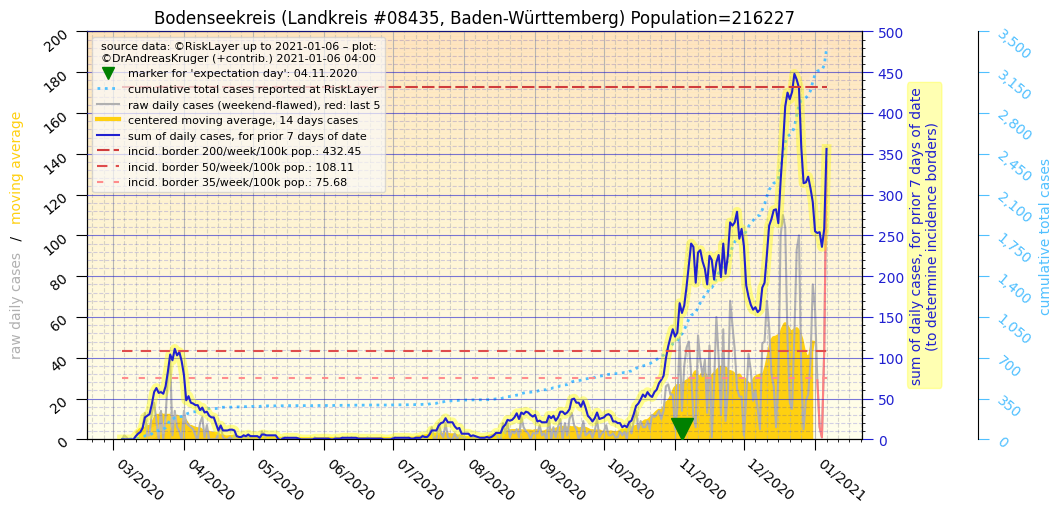 Bodenseekreis (Landkreis #08435, Baden-Württemberg) Population=216227
source data: ©RiskLayer up to 2021-01-06 – plot:
©DrAndreasKruger (+contrib.) 2021-01-06 04:00
marker for 'expectation day': 04.11.2020
cumulative total cases reported at RiskLayer
raw daily cases (weekend-flawed), red: last 5
centered moving average, 14 days cases
sum of daily cases, for prior 7 days of date
incid. border 200/week/100k pop.: 432.45
incid. border 50/week/100k pop.: 108.11
incid. border 35/week/100k pop.: 75.68
raw daily cases / moving average
200
180
160
140
120
100
80
60
40
20
0
03/2020
04/2020
05/2020
06/2020
07/2020
08/2020
09/2020
10/2020
11/2020
12/2020
01/2021
500
450
400
350
300
250
200
150
100
50
0
sum of daily cases, for prior 7 days of date
(to determine incidence borders)
3,500
3,150
2,800
2,450
2,100
1,750
1,400
1,050
700
350
0
cumulative total cases